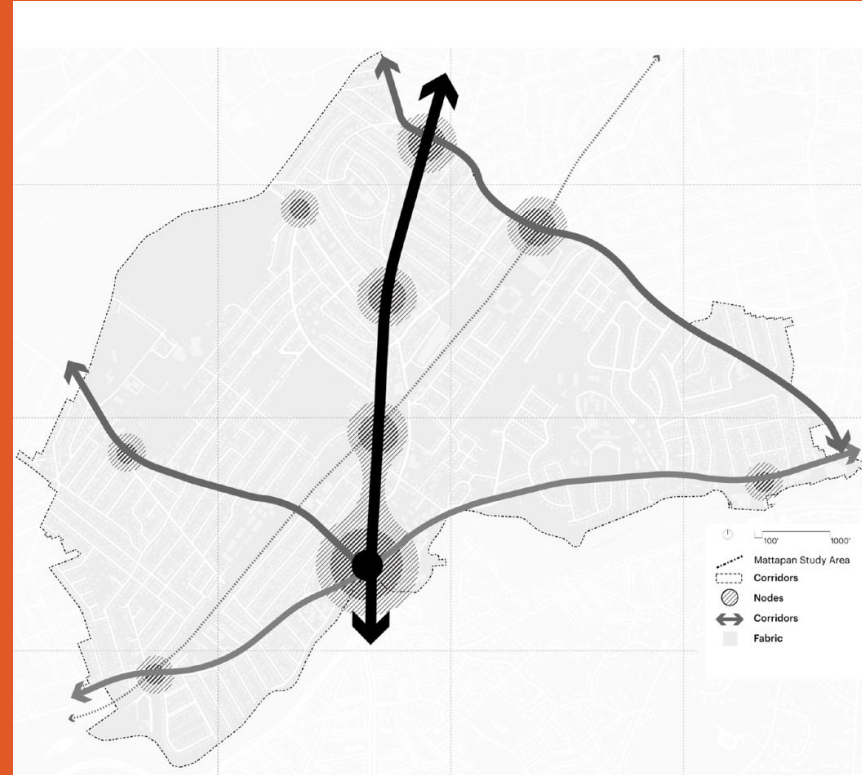 100'
1000'
Mattapan Study Area
Corridors
Nodes
Corridors
Fabric